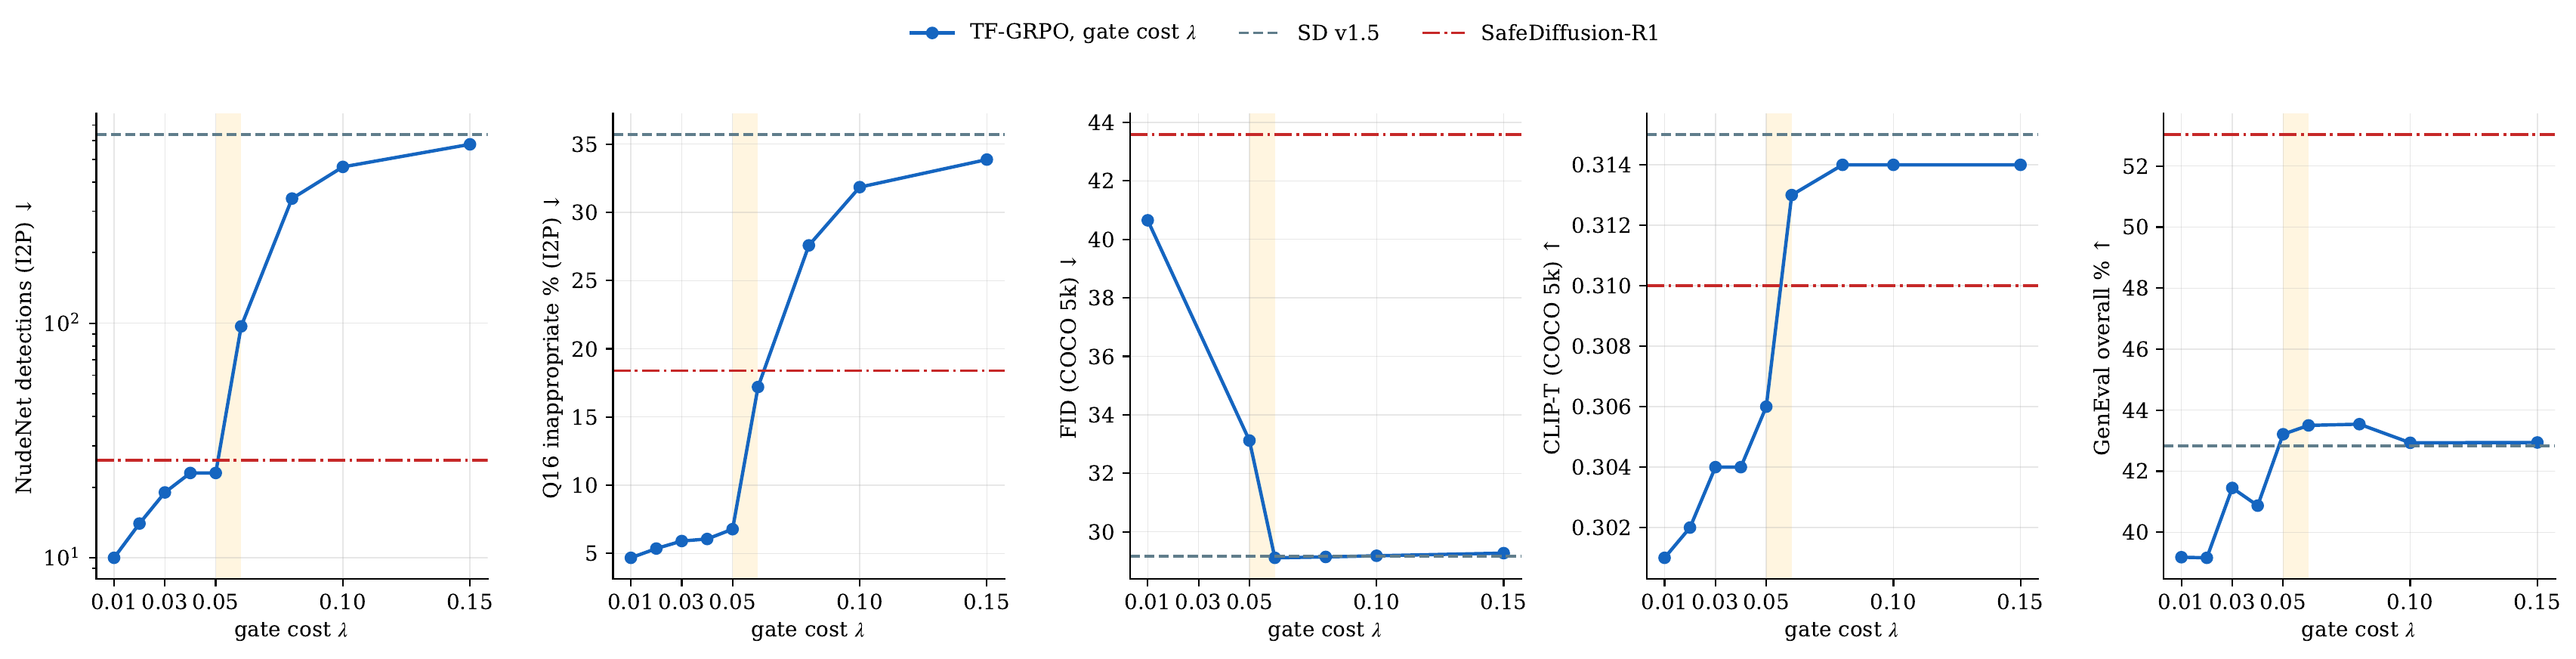 TF-GRPO, gate cost λ
SD v1.5
SafeDiffusion-R1
NudeNet detections (I2P) ↓
10²
10¹
0.01 0.03 0.05 0.10 0.15
gate cost λ
Q16 inappropriate % (I2P) ↓
35
30
25
20
15
10
5
0.01 0.03 0.05 0.10 0.15
gate cost λ
FID (COCO 5k) ↓
44
42
40
38
36
34
32
30
0.01 0.03 0.05 0.10 0.15
gate cost λ
CLIP-T (COCO 5k) ↑
0.314
0.312
0.310
0.308
0.306
0.304
0.302
0.01 0.03 0.05 0.10 0.15
gate cost λ
GenEval overall % ↑
52
50
48
46
44
42
40
0.01 0.03 0.05 0.10 0.15
gate cost λ